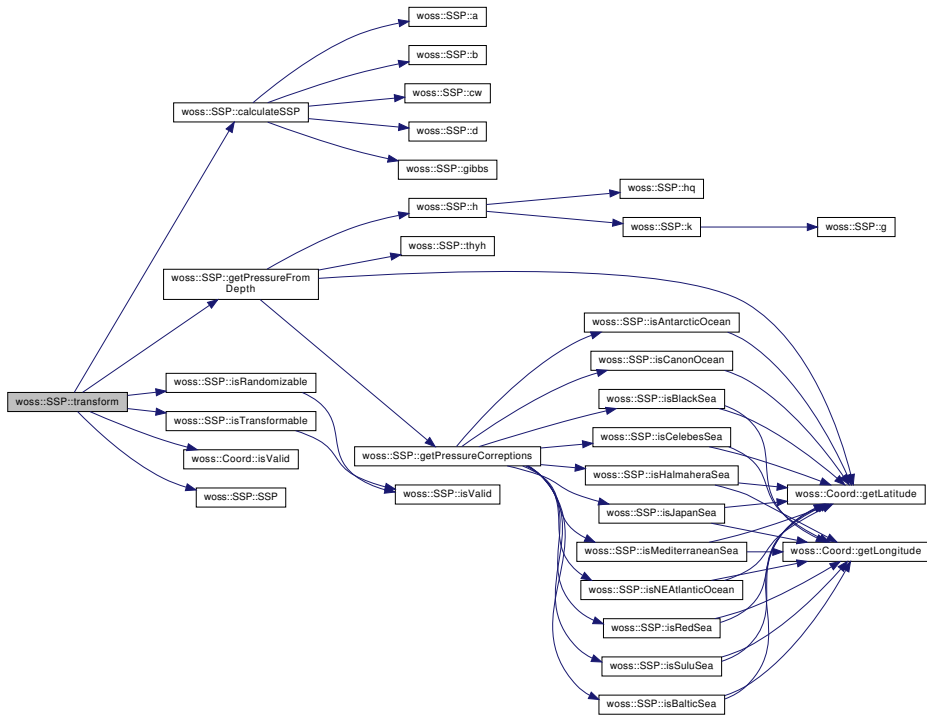 woss::SSP::a
woss::SSP::b
woss::SSP::cw
woss::SSP::calculateSSP
woss::SSP::d
woss::SSP::gibbs
woss::SSP::hq
woss::SSP::h
woss::SSP::k
woss::SSP::g
woss::SSP::thyh
woss::SSP::getPressureFrom
Depth
woss::SSP::isAntarcticOcean
woss::SSP::isCanonOcean
woss::SSP::isRandomizable
woss::SSP::isBlackSea
woss::SSP::transform
woss::SSP::isTransformable
woss::SSP::isCelebesSea
woss::Coord::isValid
woss::SSP::getPressureCorreptions
woss::SSP::isHalmaheraSea
woss::SSP::SSP
woss::SSP::isValid
woss::Coord::getLatitude
woss::SSP::isJapanSea
woss::SSP::isMediterraneanSea
woss::Coord::getLongitude
woss::SSP::isNEAtlanticOcean
woss::SSP::isRedSea
woss::SSP::isSuluSea
woss::SSP::isBalticSea